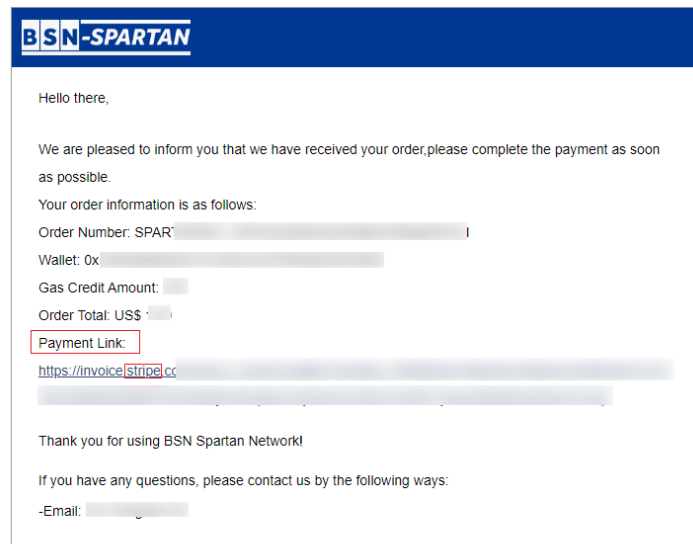 BSN-SPARTAN
Hello there,
We are pleased to inform you that we have received your order,please complete the payment as soon
as possible.
Your order information is as follows:
Order Number: SPART
Wallet: 0x
Gas Credit Amount:
Order Total: US$
Payment Link:
https://invoice.stripe.co
Thank you for using BSN Spartan Network!
If you have any questions, please contact us by the following ways:
-Email: